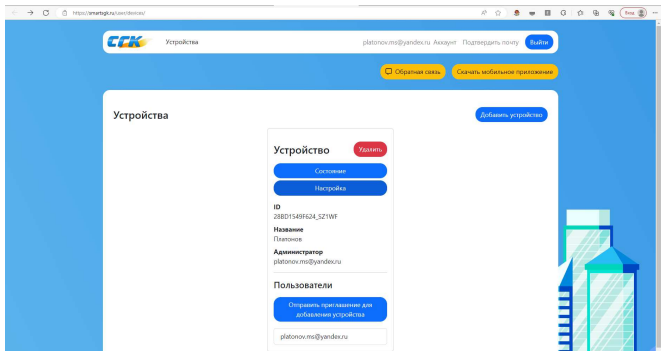 https://smartsgk.ru/user/devices/
ССК
Устройства
platonov.ms@yandex.ru Аккаунт Подтвердить почту Выйти
Обратная связь
Скачать мобильное приложение
Устройства
Добавить устройство
Устройство
Удалить
Состояние
Настройка
ID
28BD1549F624_SZ1WF
Название
Платонов
Администратор
platonov.ms@yandex.ru
Пользователи
Отправить приглашение для
добавления устройства
platonov.ms@yandex.ru